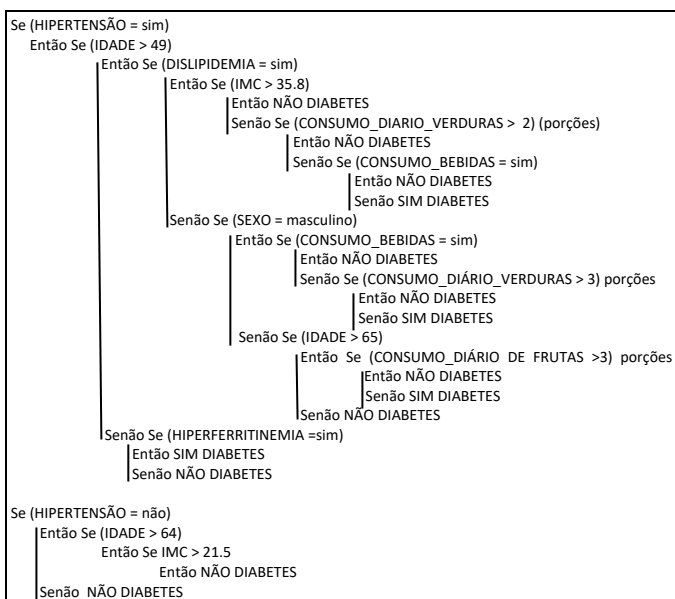 Se (HIPERTENSÃO = sim)
Então Se (IDADE > 49)
Então Se (DISLIPIDEMIA = sim)
Então Se (IMC > 35.8)
Então NÃO DIABETES
Senão Se (CONSUMO_DIARIO_VERDURAS > 2) (porções)
Então NÃO DIABETES
Senão Se (CONSUMO_BEBIDAS = sim)
Então NÃO DIABETES
Senão SIM DIABETES
Senão Se (SEXO = masculino)
Então Se (CONSUMO_BEBIDAS = sim)
Então NÃO DIABETES
Senão Se (CONSUMO_DIÁRIO_VERDURAS > 3) porções
Então NÃO DIABETES
Senão SIM DIABETES
Senão Se (IDADE > 65)
Então Se (CONSUMO_DIÁRIO DE FRUTAS >3) porções
Então NÃO DIABETES
Senão SIM DIABETES
Senão NÃO DIABETES
Senão Se (HIPERFERRITINEMIA =sim)
Então SIM DIABETES
Senão NÃO DIABETES
Se (HIPERTENSÃO = não)
Então Se (IDADE > 64)
Então Se IMC > 21.5
Então NÃO DIABETES
Senão NÃO DIABETES